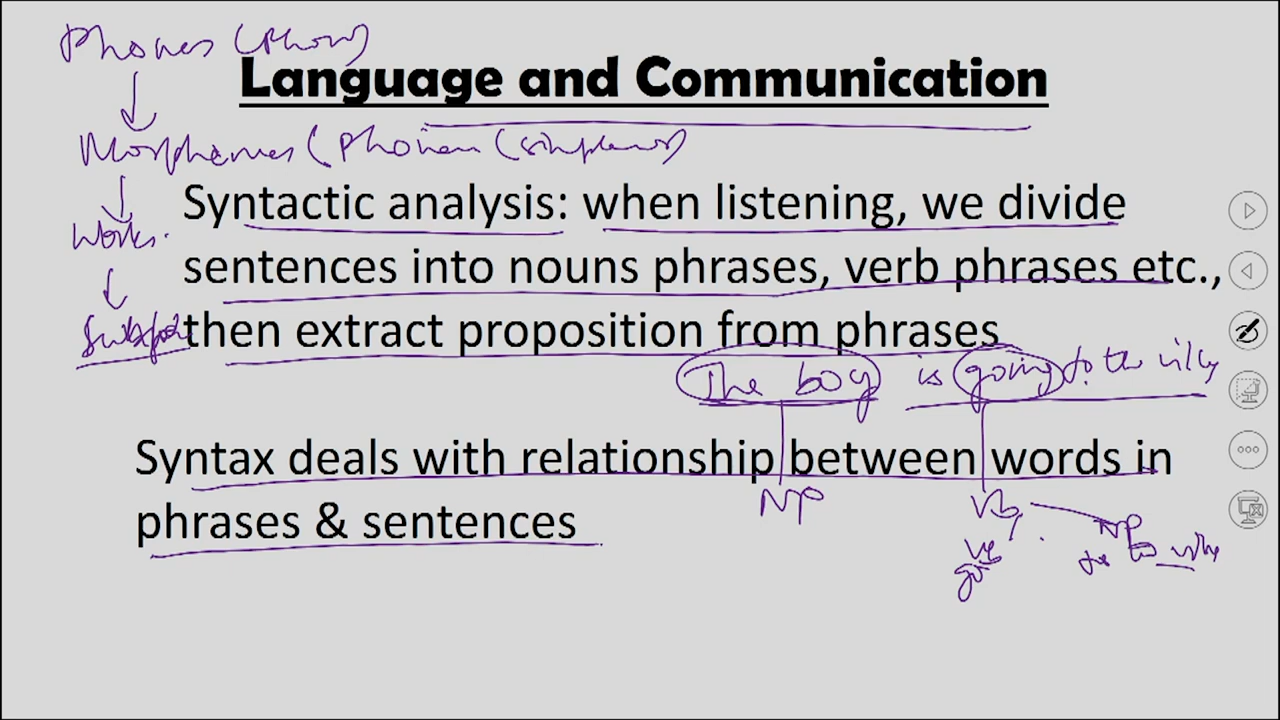 Phones (Phon)
Language and Communication
Morphemes (Phonem
Syntactic analysis: when listening, we divide
words.
sentences into nouns phrases, verb phrases etc.,
then extract proposition from phrases
The boy is going to the
Syntax deals with relationship between words in
NP
phrases & sentences
NP